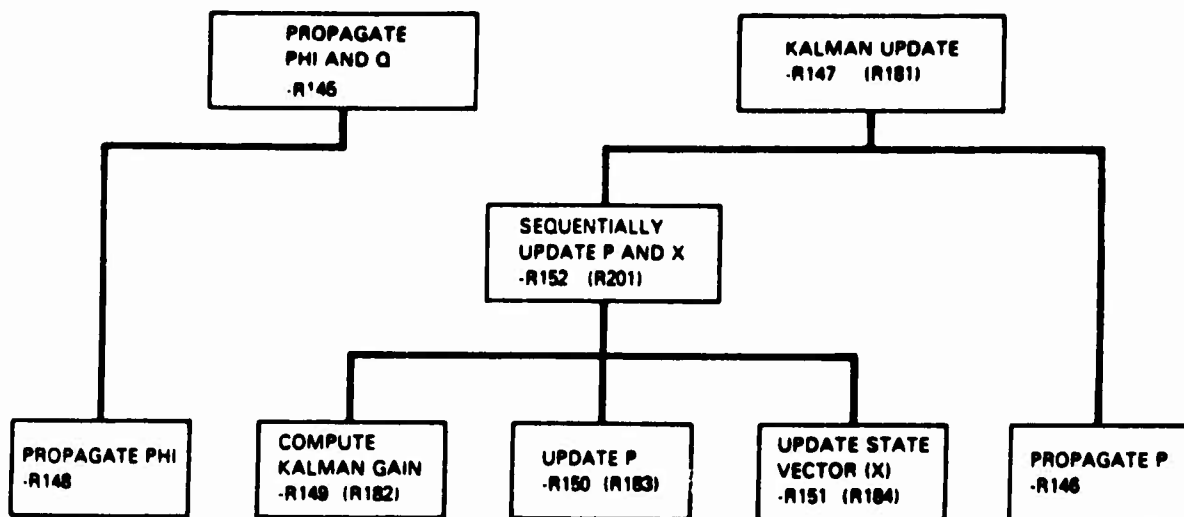 PROPAGATE
PHI AND Q
-R145
KALMAN UPDATE
-R147 (R181)
SEQUENTIALLY
UPDATE P AND X
-R152 (R201)
PROPAGATE PHI
-R148
COMPUTE
KALMAN GAIN
-R149 (R182)
UPDATE P
-R150 (R183)
UPDATE STATE
VECTOR (X)
-R151 (R184)
PROPAGATE P
-R146